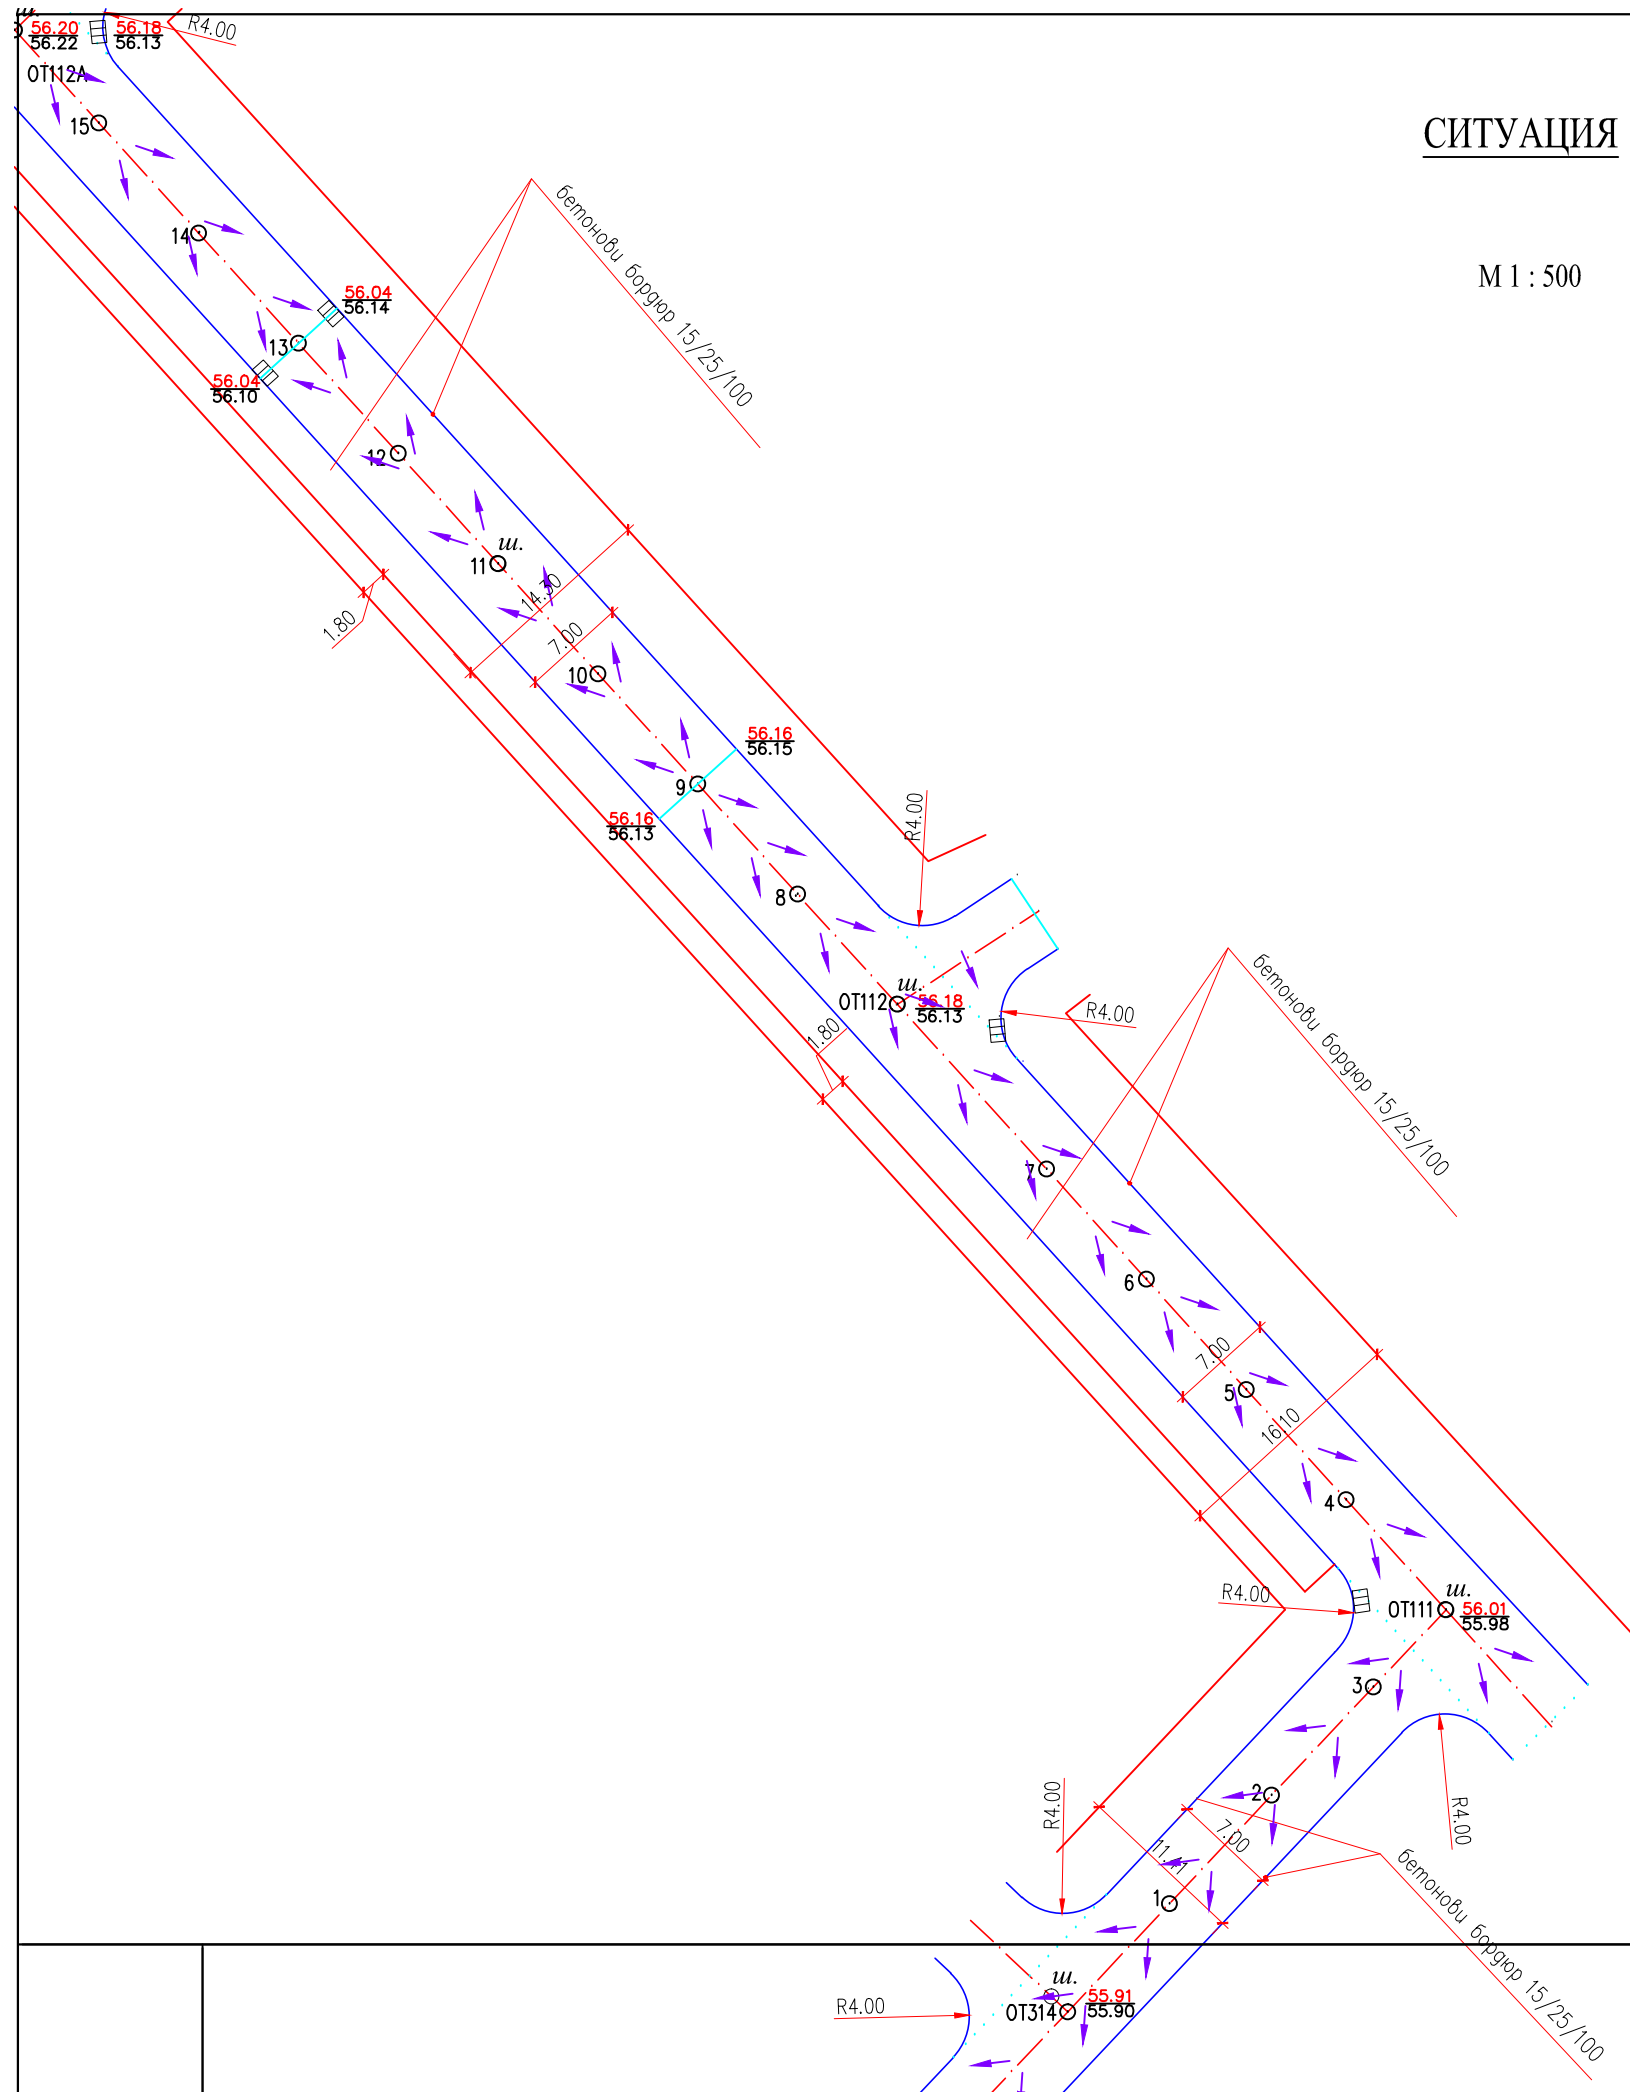 ш.
56.20
56.22
56.18
56.13
R4.00
ОТ112А
15
СИТУАЦИЯ
14
бетонови бордюр 15/25/100
М 1 : 500
56.04
56.14
13
56.04
56.10
12
ш.
11
14.30
1.80
7.00
10
56.16
56.15
9
56.16
56.13
R4.00
8
ш.
ОТ112
56.18
56.13
R4.00
бетонови бордюр 15/25/100
1.80
7
6
7.00
5
16.10
4
R4.00
ш.
ОТ111
56.01
55.98
3
2
R4.00
R4.00
7.00
11.41
бетонови бордюр 15/25/100
1
ш.
R4.00
ОТ314
55.91
55.90